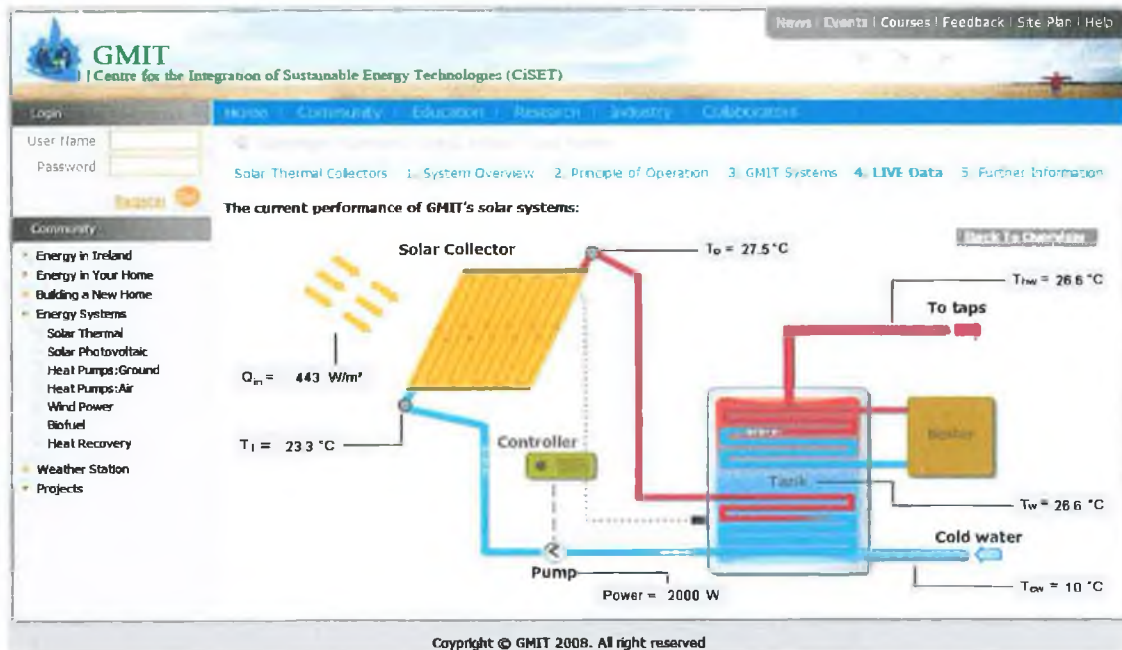 News | Events | Courses | Feedback | Site Plan | Help
GMIT
Centre for the Integration of Sustainable Energy Technologies (CiSET)
Login
Home Community Education Research Industry Collaborators
User Name
Password
Register
Solar Thermal Collectors 1. System Overview 2. Principle of Operation 3. GMIT Systems 4. LIVE Data 5. Further Information
The current performance of GMIT's solar systems:
Community
Back To Overview
Energy in Ireland
Energy in Your Home
Building a New Home
Energy Systems
Solar Thermal
Solar Photovoltaic
Heat Pumps:Ground
Heat Pumps:Air
Wind Power
Biofuel
Heat Recovery
Weather Station
Projects
Solar Collector
To = 27.5 °C
Thw = 26.6 °C
To taps
Qin = 443 W/m²
T1 = 23.3 °C
Controller
Tank
Tw = 26.6 °C
Cold water
Pump
Tcw = 10 °C
Power = 2000 W
Copyright © GMIT 2008. All right reserved